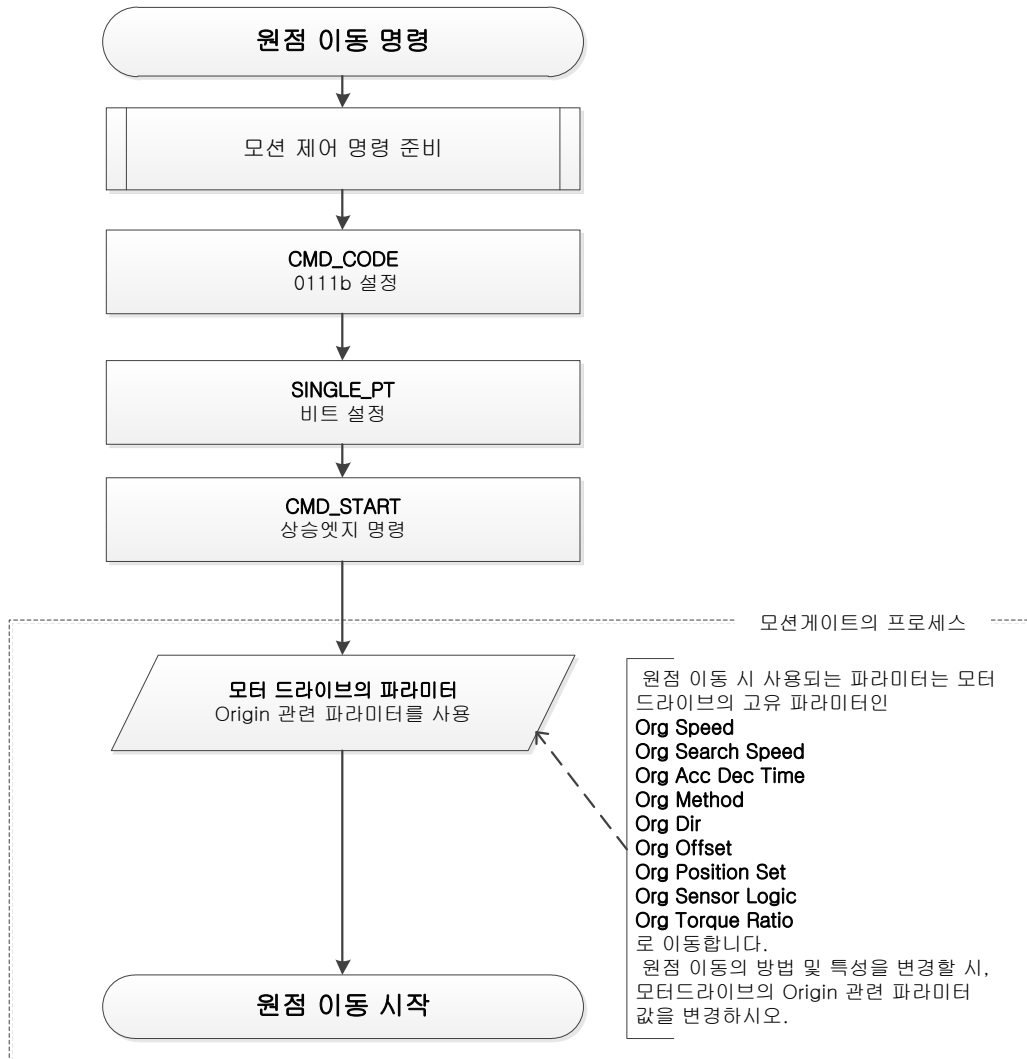 원점 이동 명령
모션 제어 명령 준비
CMD_CODE
0111b 설정
SINGLE_PT
비트 설정
CMD_START
상승엣지 명령
모션게이트의 프로세스
모터 드라이브의 파라미터
Origin 관련 파라미터를 사용
원점 이동 시 사용되는 파라미터는 모터
드라이브의 고유 파라미터인
Org Speed
Org Search Speed
Org Acc Dec Time
Org Method
Org Dir
Org Offset
Org Position Set
Org Sensor Logic
Org Torque Ratio
로 이동합니다.
원점 이동의 방법 및 특성을 변경할 시,
모터드라이브의 Origin 관련 파라미터
값을 변경하시오.
원점 이동 시작